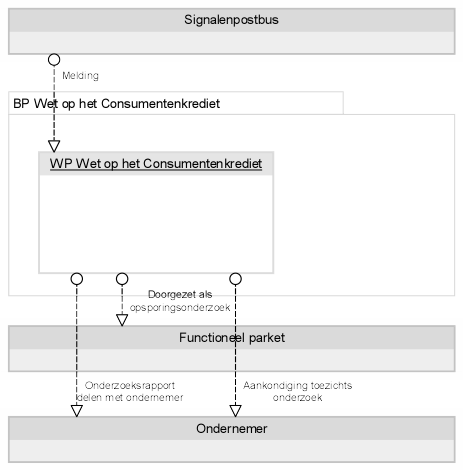 Signalenpostbus
Melding
BP Wet op het Consumentenkrediet
WP Wet op het Consumentenkrediet
Doorgezet als
opsporingsonderzoek
Functioneel parket
Onderzoeksrapport
delen met ondernemer
Aankondiging toezichts
onderzoek
Ondernemer